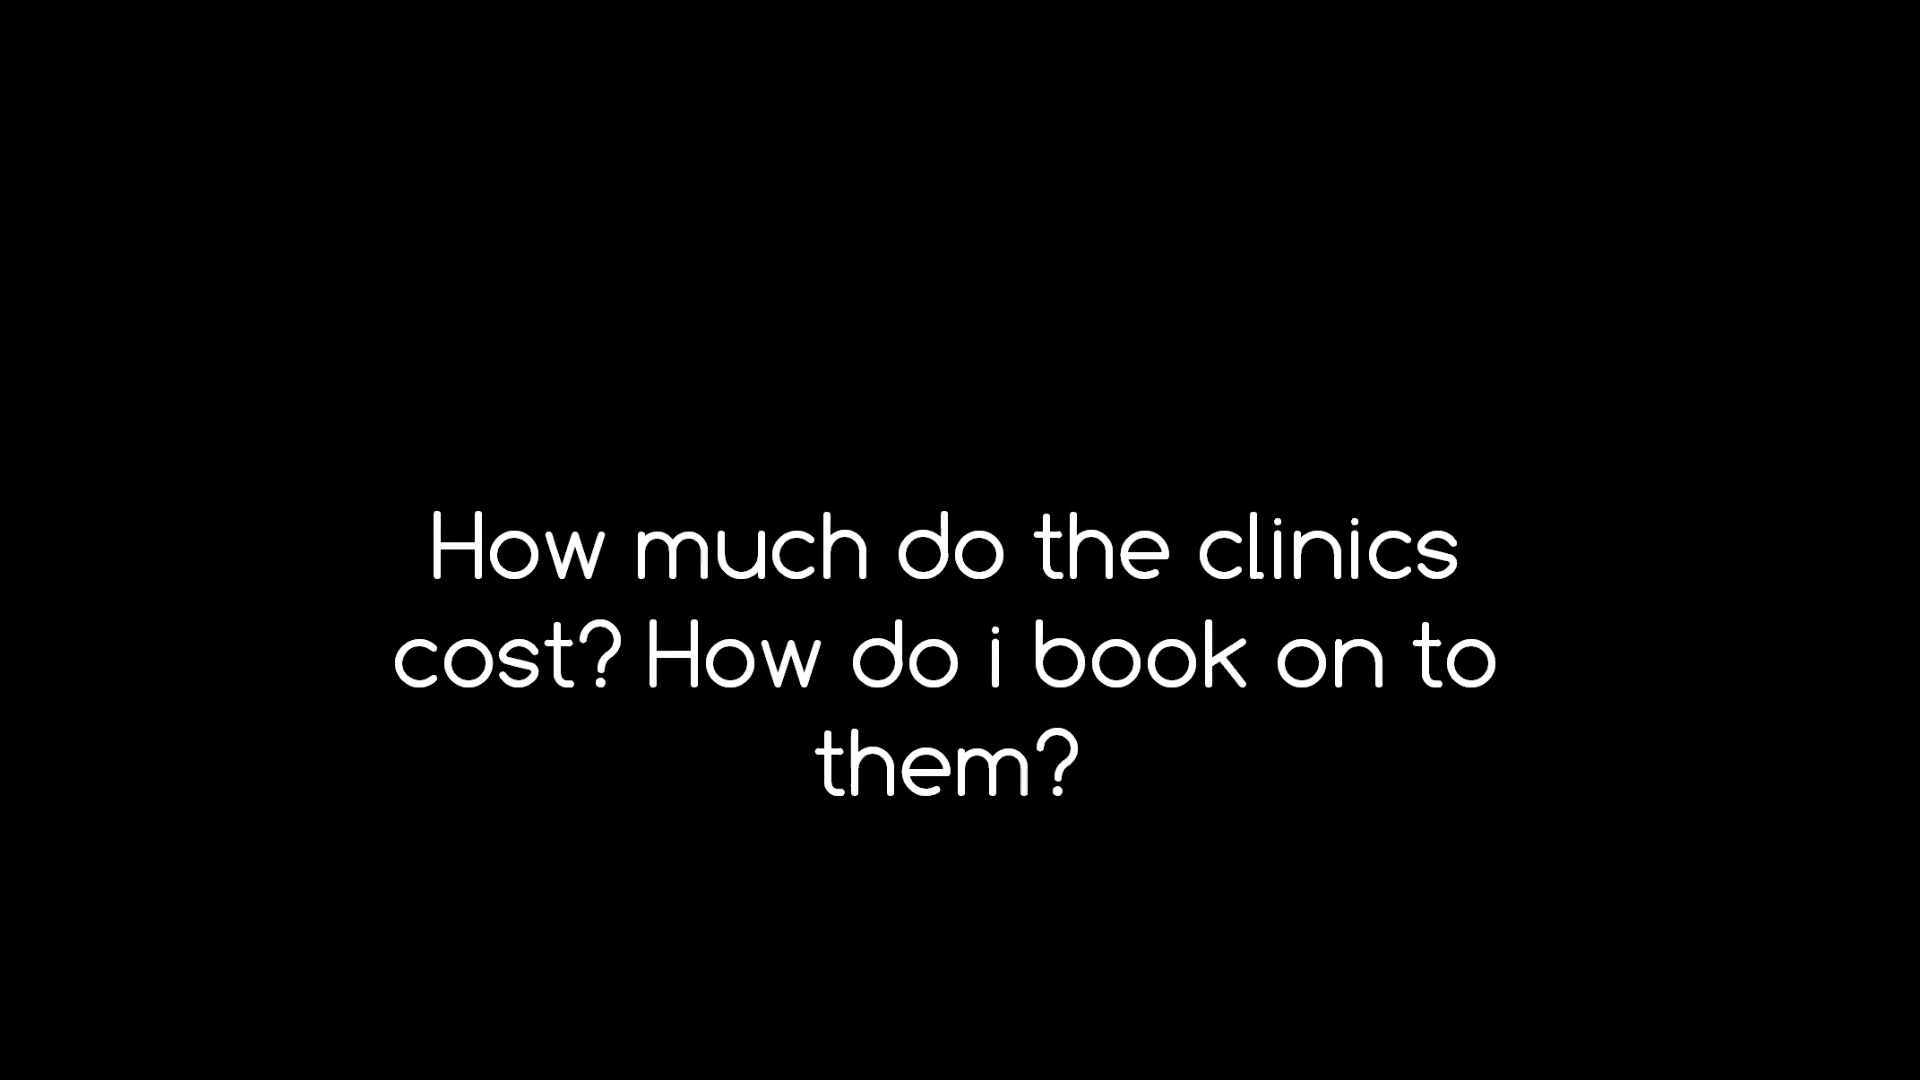 How much do the clinics
cost? How do i book on to
them?